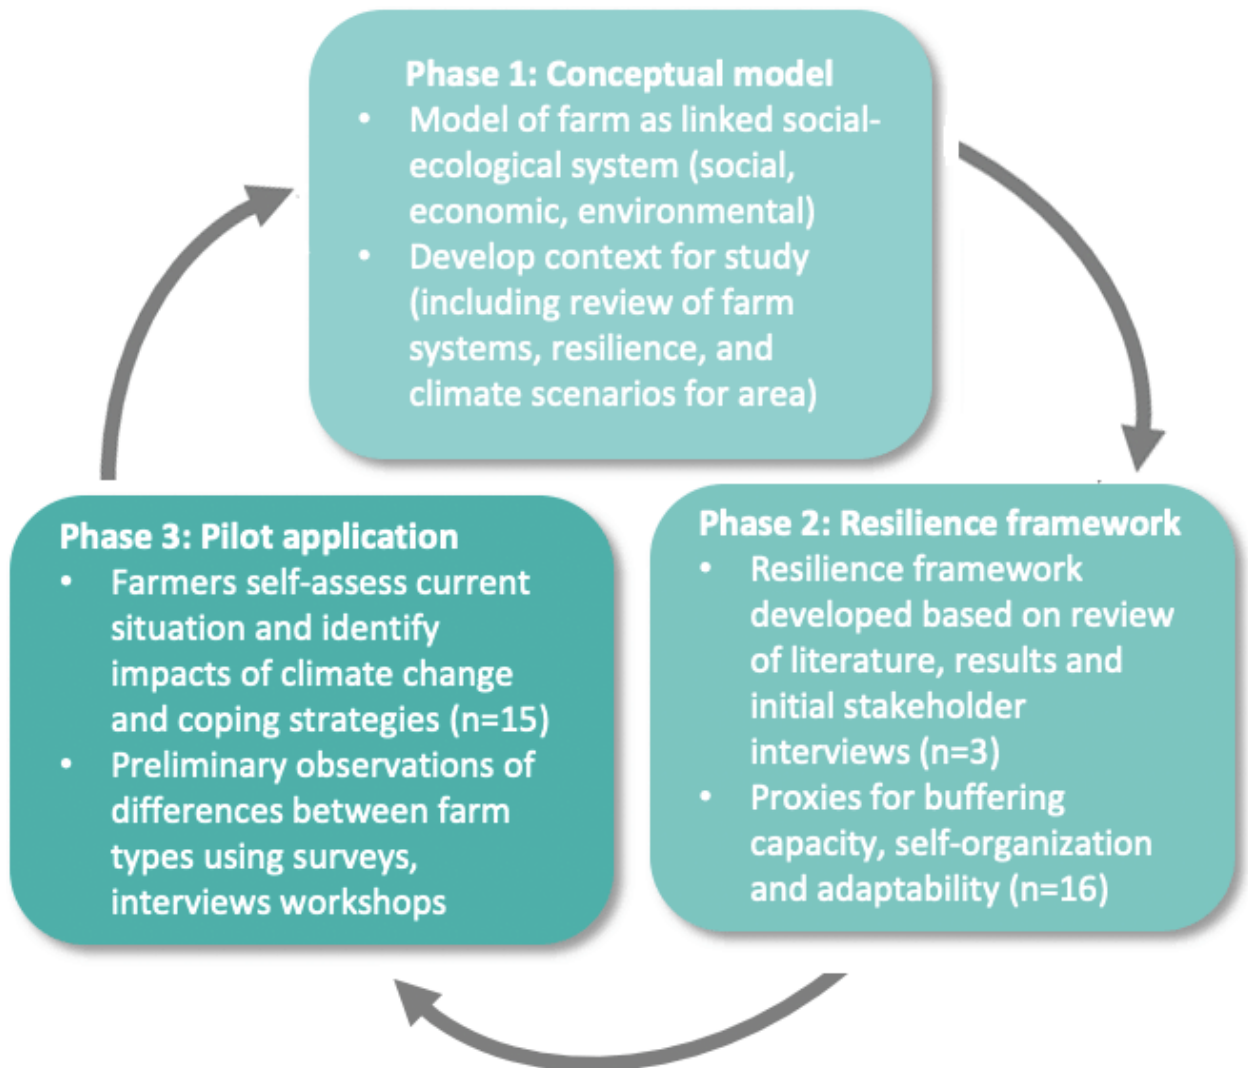 Phase 1: Conceptual model
• Model of farm as linked social-
ecological system (social,
economic, environmental)
• Develop context for study
(including review of farm
systems, resilience, and
climate scenarios for area)
Phase 2: Resilience framework
• Resilience framework
developed based on review
of literature, results and
initial stakeholder
interviews (n=3)
• Proxies for buffering
capacity, self-organization
and adaptability (n=16)
Phase 3: Pilot application
• Farmers self-assess current
situation and identify
impacts of climate change
and coping strategies (n=15)
• Preliminary observations of
differences between farm
types using surveys,
interviews workshops